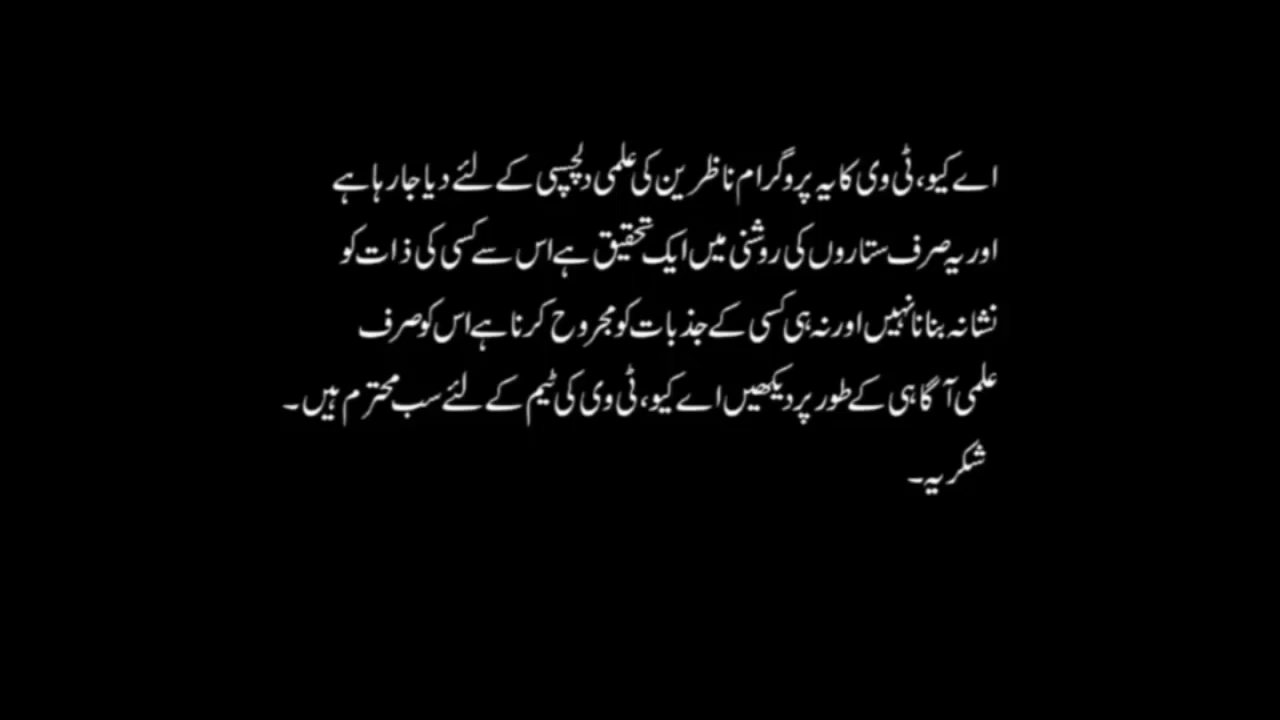 اے کیو، ٹی وی کا یہ پروگرام ناظرین کی علمی دلچسپی کے لئے دیا جا رہا ہے
اور یہ صرف ستاروں کی روشنی میں ایک تحقیق ہے اس سے کسی کی ذات کو
نشانہ بنانا نہیں اور نہ ہی کسی کے جذبات کو مجروح کرنا ہے اس کو صرف
علمی آگاہی کے طور پر دیکھیں اے کیو، ٹی وی کی ٹیم کے لئے سب محترم ہیں ۔
شکریہ ۔